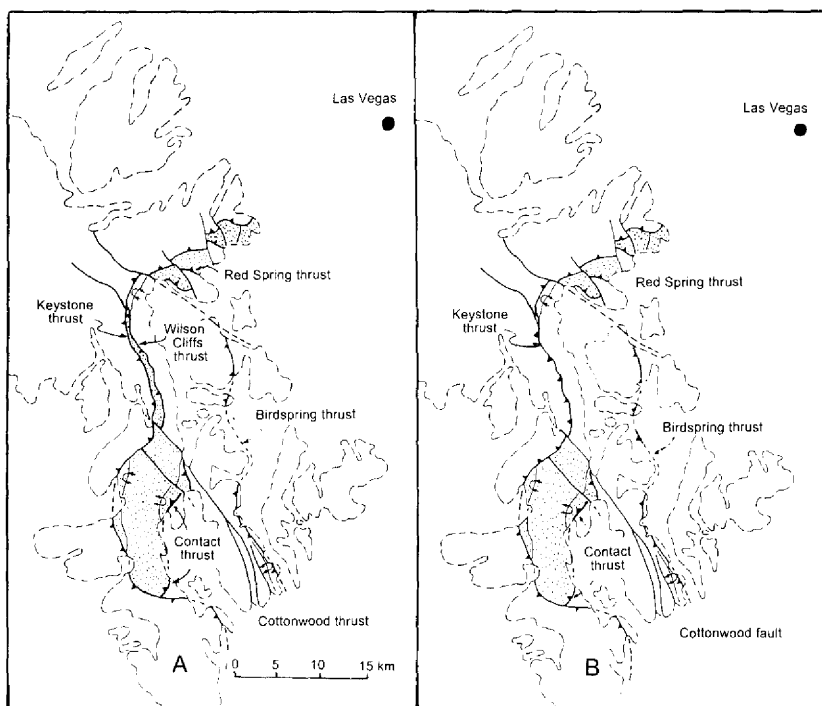 Las Vegas
Red Spring thrust
Keystone
thrust
Wilson
Cliffs
thrust
Birdspring thrust
Contact
thrust
Cottonwood thrust
A
0 5 10 15 km
Las Vegas
Red Spring thrust
Keystone
thrust
Birdspring thrust
Contact
thrust
Cottonwood fault
B